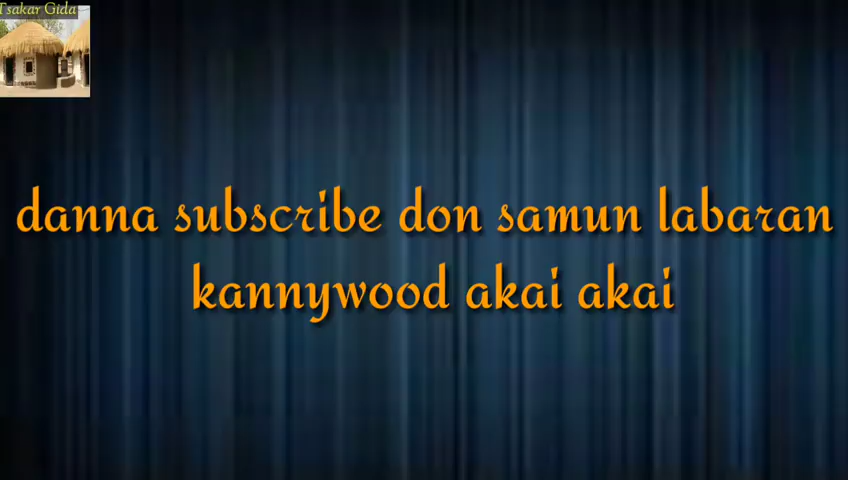 Tsakar Gida
danna subscribe don samun labaran
kannywood akai akai